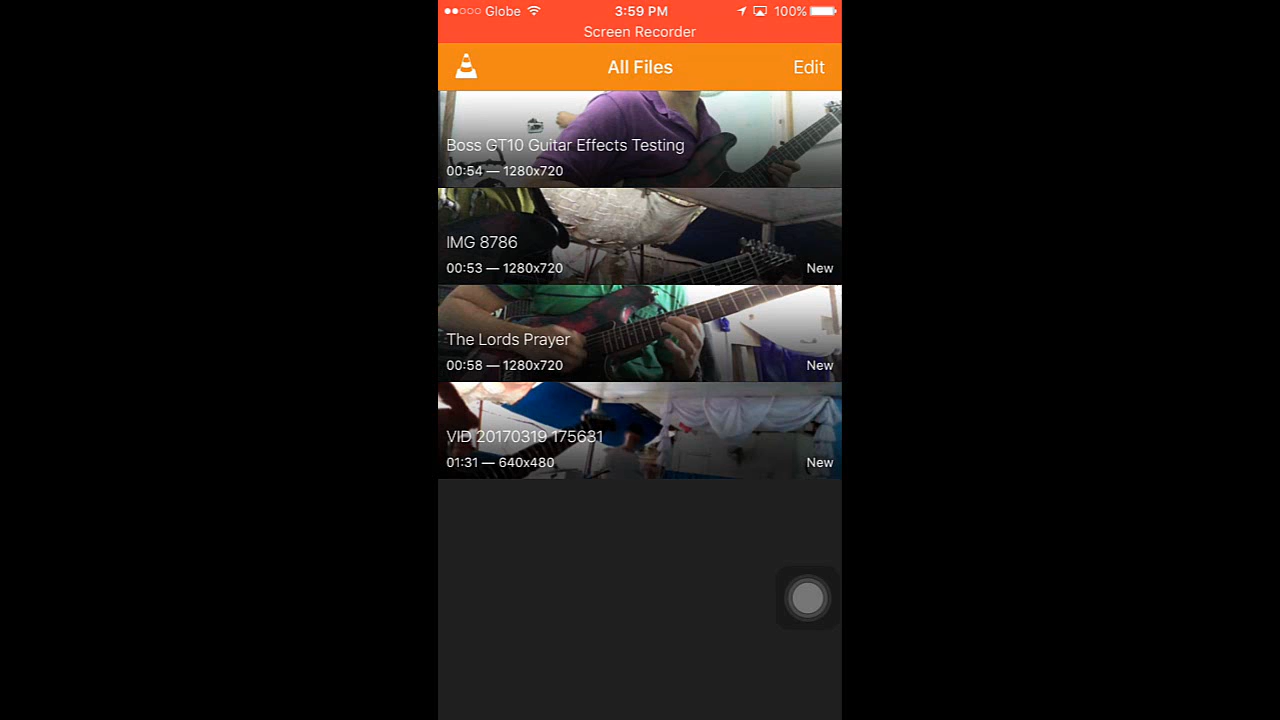 Globe 3:59 PM 100%
Screen Recorder
All Files Edit
Boss GT10 Guitar Effects Testing
00:54 — 1280x720
IMG 8786
00:53 — 1280x720 New
The Lords Prayer
00:58 — 1280x720 New
VID 20170319 175631
01:31 — 640x480 New